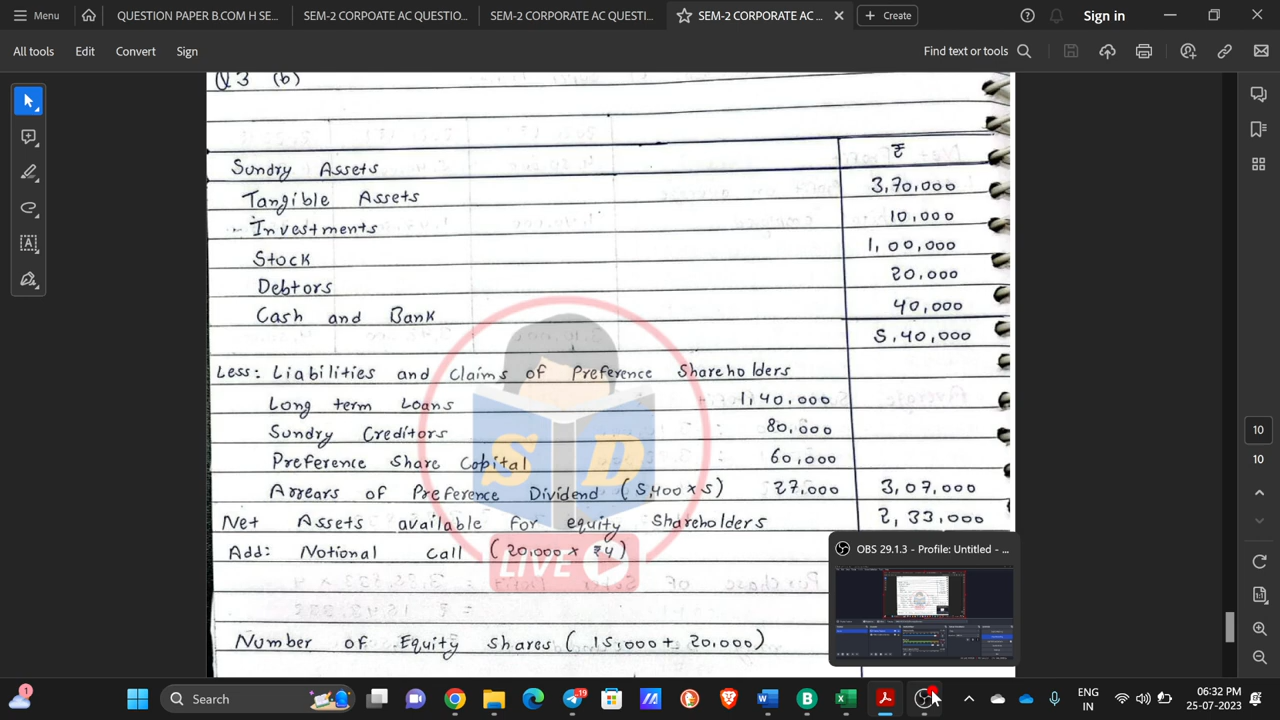 Menu
QUESTION PAPER B.COM H SE...
SEM-2 CORPOATE AC QUESTIO...
SEM-2 CORPORATE AC QUESTI...
SEM-2 CORPORATE AC ...
Create
Sign in
All tools Edit Convert Sign
Find text or tools
Q3 (b)
₹
Sundry Assets
Tangible Assets 3,70,000
Investments 10,000
Stock 1,00,000
Debtors 20,000
Cash and Bank 40,000
5,40,000
Less: Liabilities and Claims of Preference Shareholders
Long term Loans 1,40,000
Sundry Creditors 80,000
Preference Share Capital 60,000
Arrears of Preference Dividend (5,400 x 5) 27,000 3,07,000
Net Assets available for equity Shareholders 2,33,000
Add: Notional Call (20,000 x ₹4)
of equity Shares (
+ 20,000)
S D
LIVE
10
10
OBS 29.1.3 - Profile: Untitled - ...
1
Search
19
ENG
IN
06:32 PM
25-07-2023